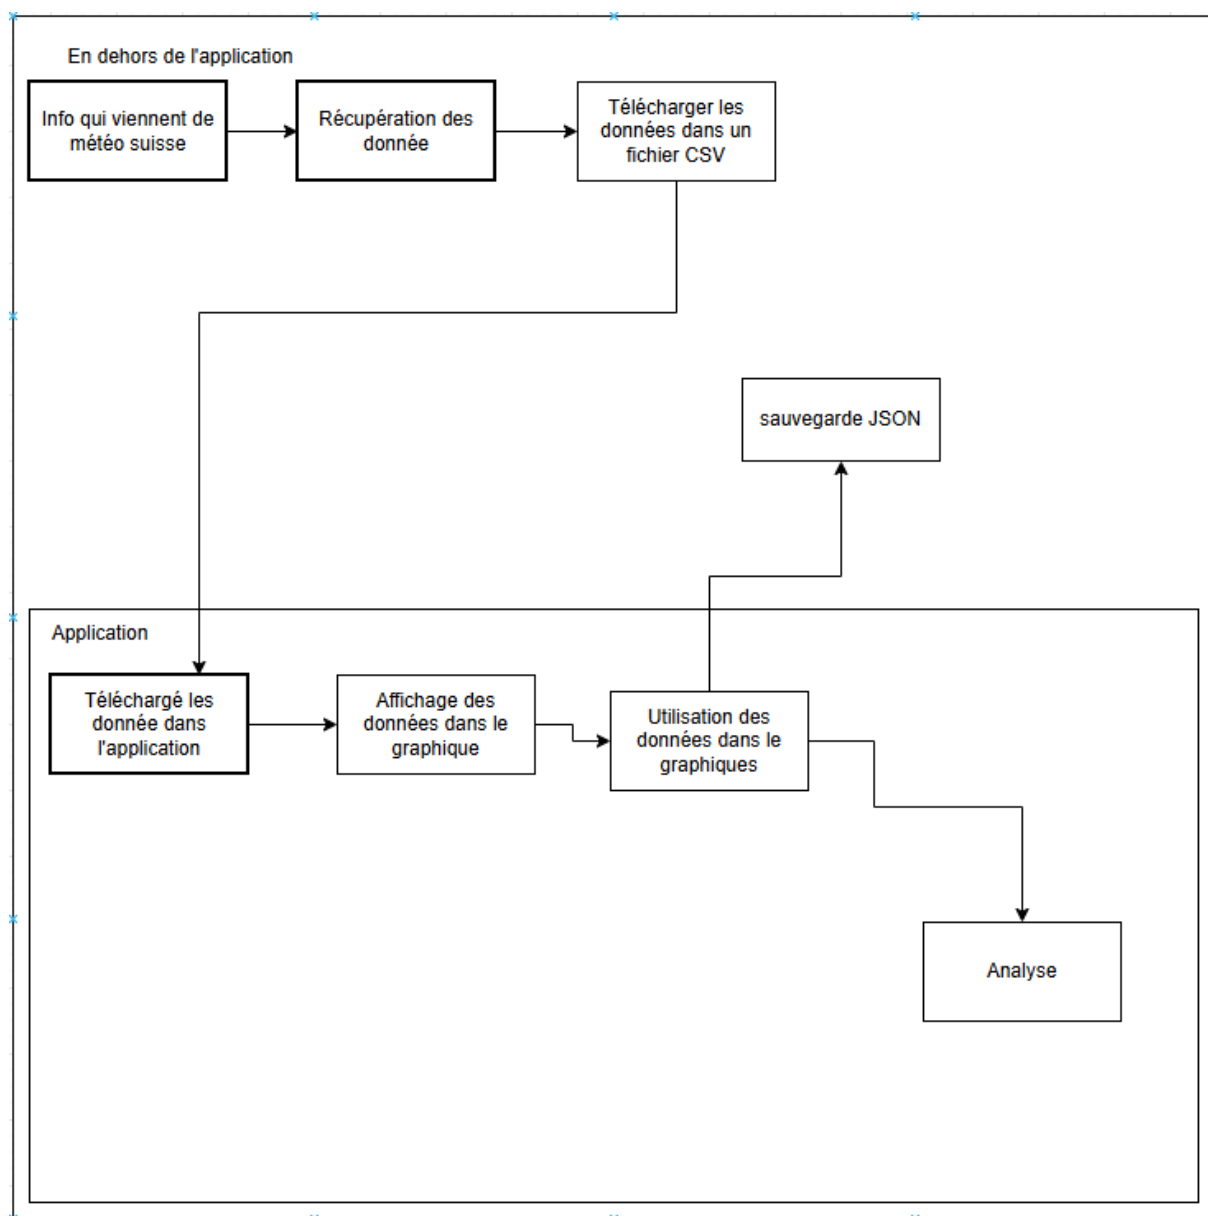 En dehors de l'application
Info qui viennent de
météo suisse
Récupération des
donnée
Télécharger les
données dans un
fichier CSV
sauvegarde JSON
Application
Téléchargé les
donnée dans
l'application
Affichage des
données dans le
graphique
Utilisation des
données dans le
graphiques
Analyse